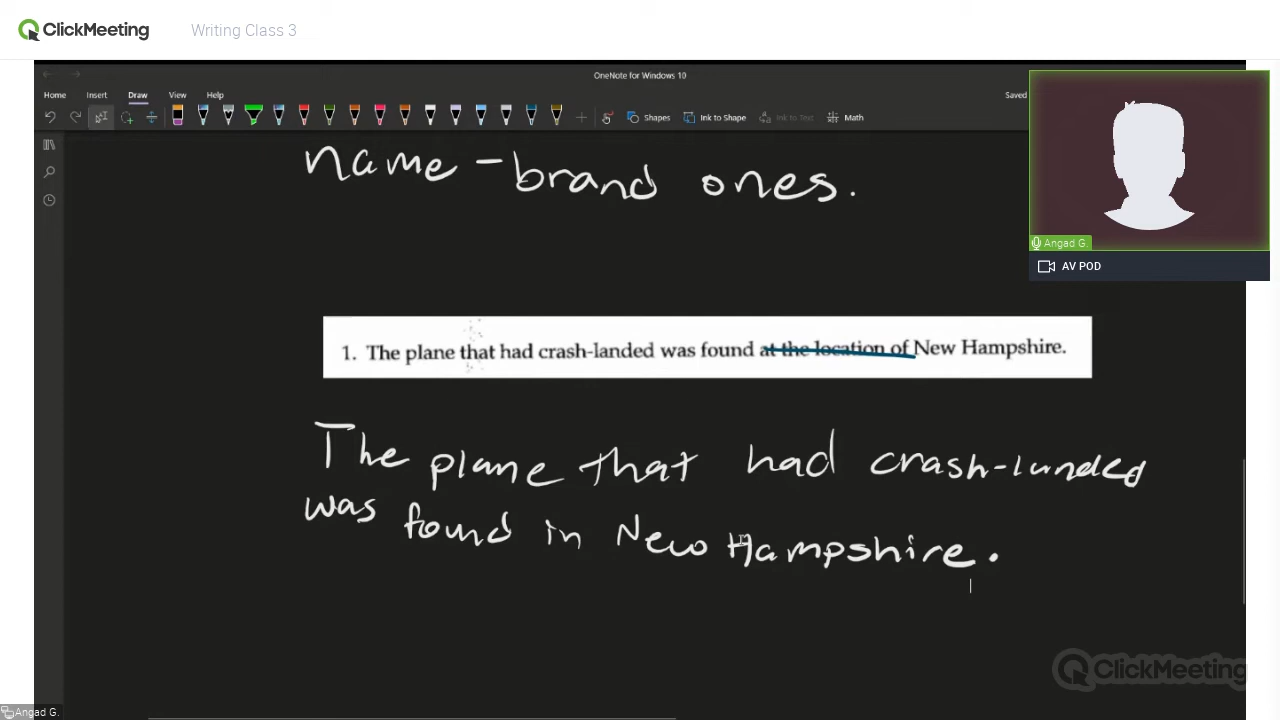 ClickMeeting Writing Class 3
OneNote for Windows 10
Home Insert Draw View Help Saved
Shapes Ink to Shape Ink to Text Math
name-brand ones.
Angad G.
AV POD
1. The plane that had crash-landed was found at the location of New Hampshire.
The plane that had crash-landed
was found in New Hampshire.
ClickMeeting
Angad G.